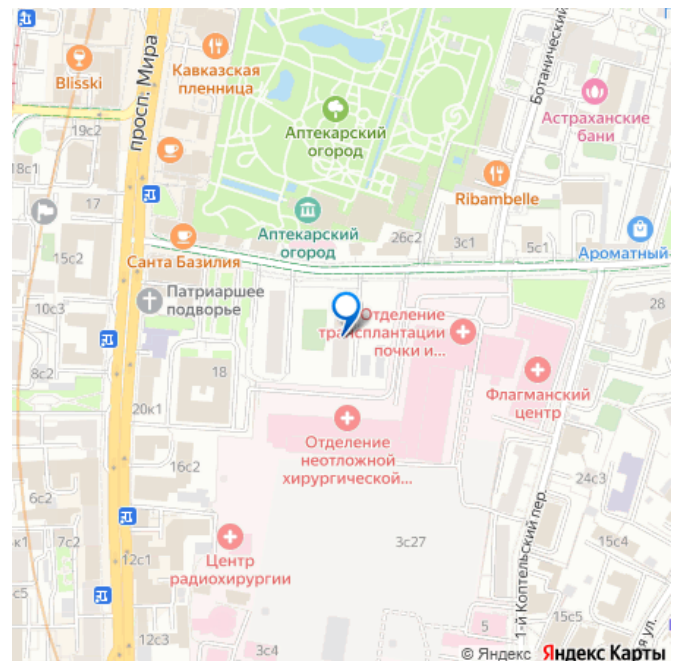 Blisski
просп. Мира
Кавказская
пленница
Ботанический
Аптекарский
огород
Астраханские
бани
19с2
18с1
17
Ribambelle
15с2
Аптекарский
огород
26с2
3с1
5с1
Ароматный
Санта Базилия
Патриаршее
подворье
10с3
Отделение
трансплантации
почки и...
28
8с2
18
Флагманский
центр
20к1
Отделение
неотложной
хирургической...
16с2
24с3
6с2
7с2
12с1
Центр
радиохирургии
3с27
1-й Коптельский пер.
15с4
15с5
5
12с3
3с4
я ул.
© Яндекс Яндекс Карты